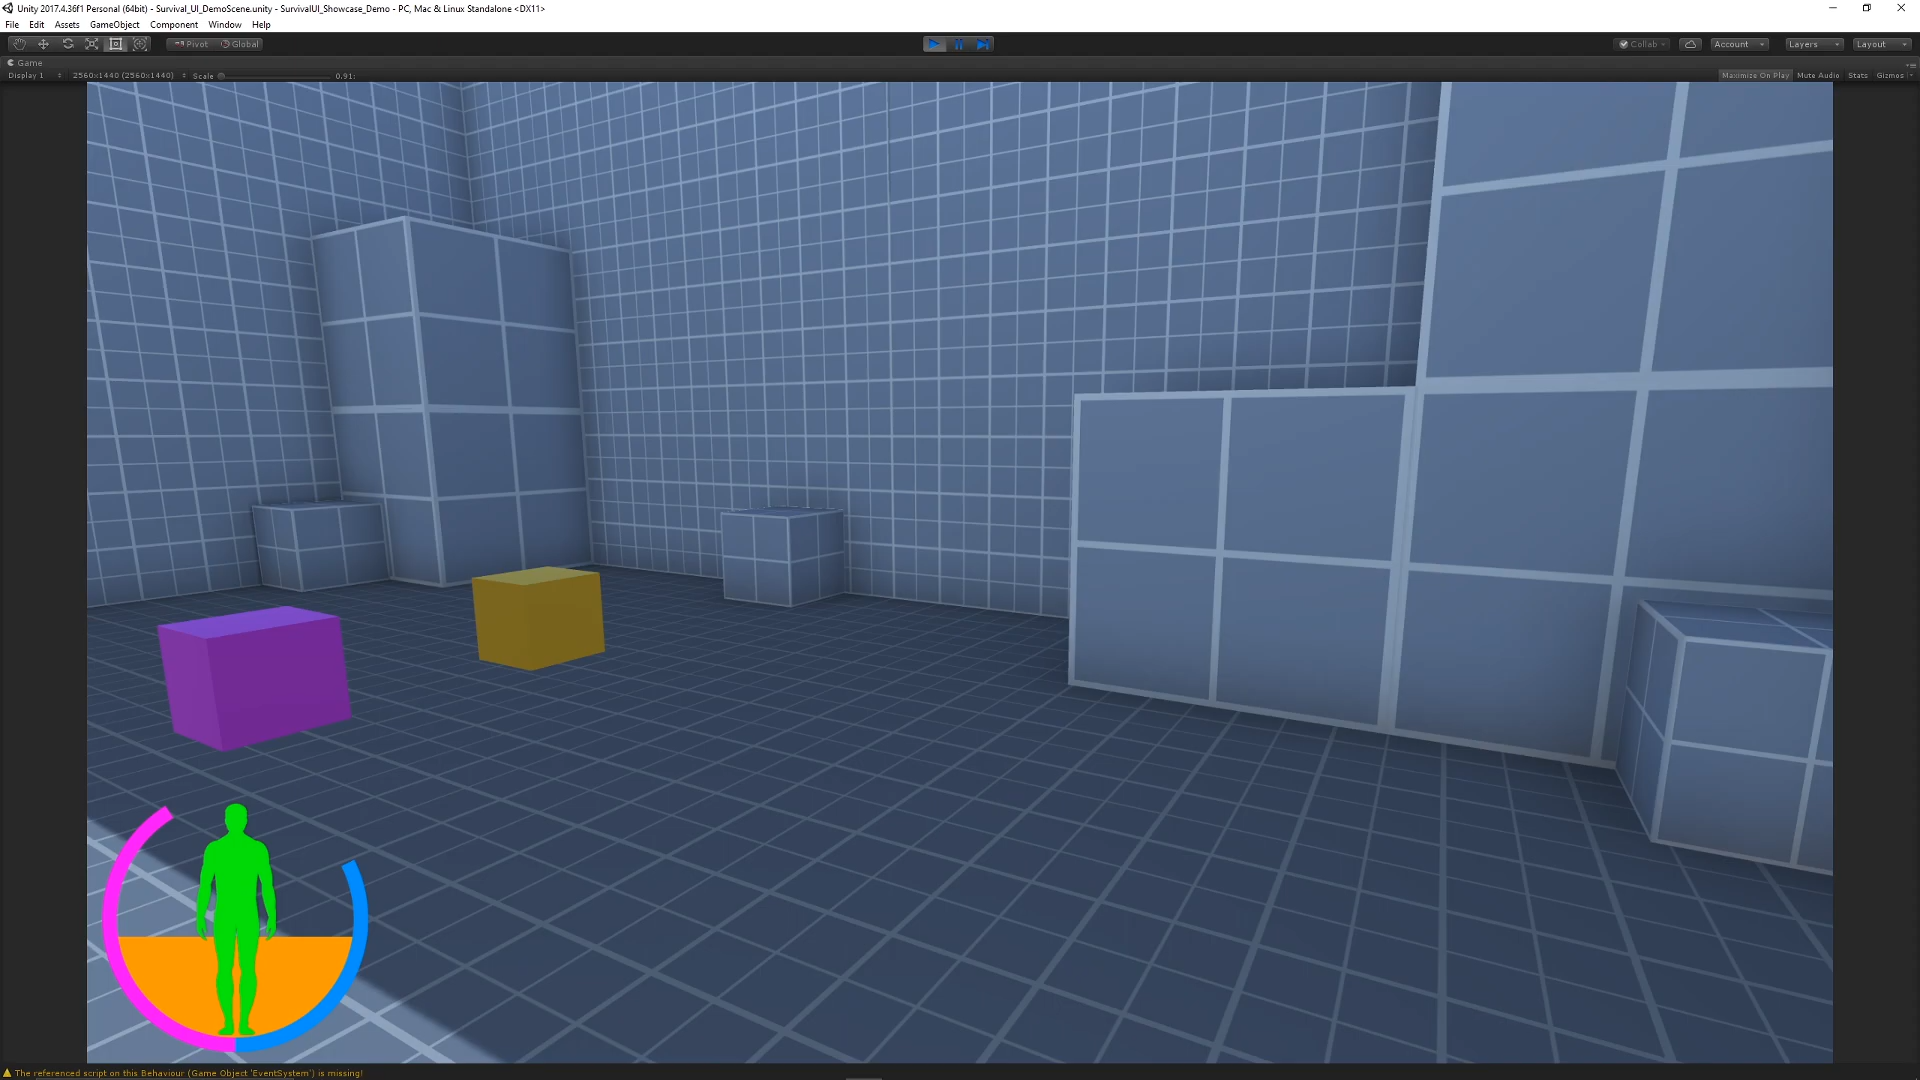 Unity 2017.4.36f1 Personal (64bit) - Survival_UI_DemoScene.unity - SurvivalUI_Showcase_Demo - PC, Mac & Linux Standalone <DX11>
File Edit Assets GameObject Component Window Help
Pivot Global Collab Account Layers Layout
Game
Display 1 2560x1440 (2560x1440) Scale 0.91: Maximize On Play Mute Audio Stats Gizmos
The referenced script on this Behaviour (Game Object 'EventSystem') is missing!